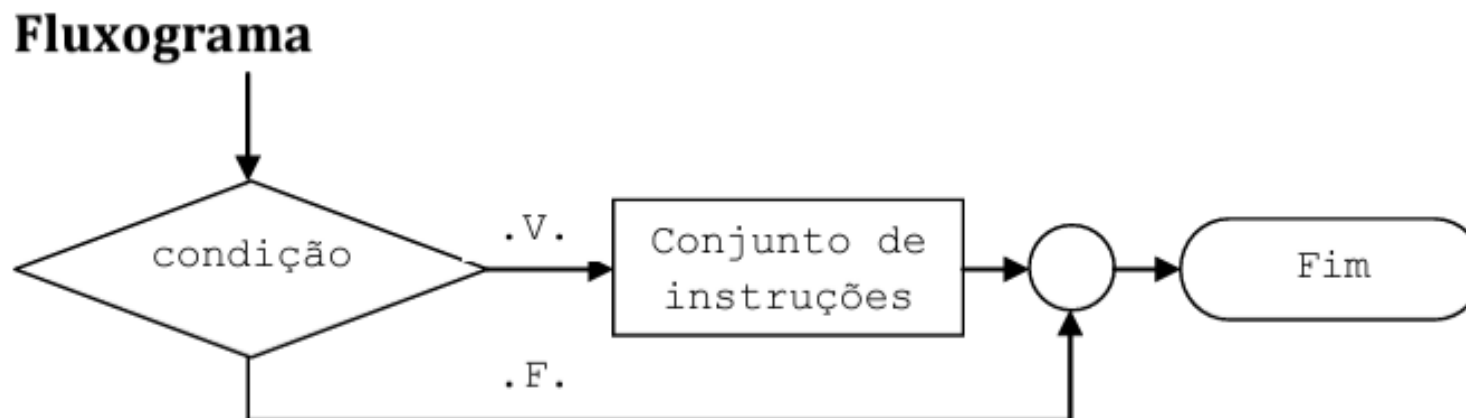 Fluxograma
condição
.V.
Conjunto de
instruções
Fim
.F.